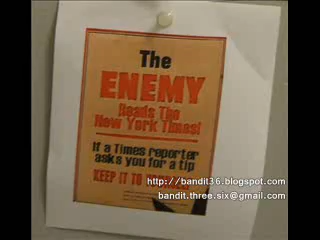 The
ENEMY
Reads The
New York Times!
If a Times reporter
asks you for a tip
KEEP IT TO
http://bandit36.blogspot.com
bandit.three.six@gmail.com